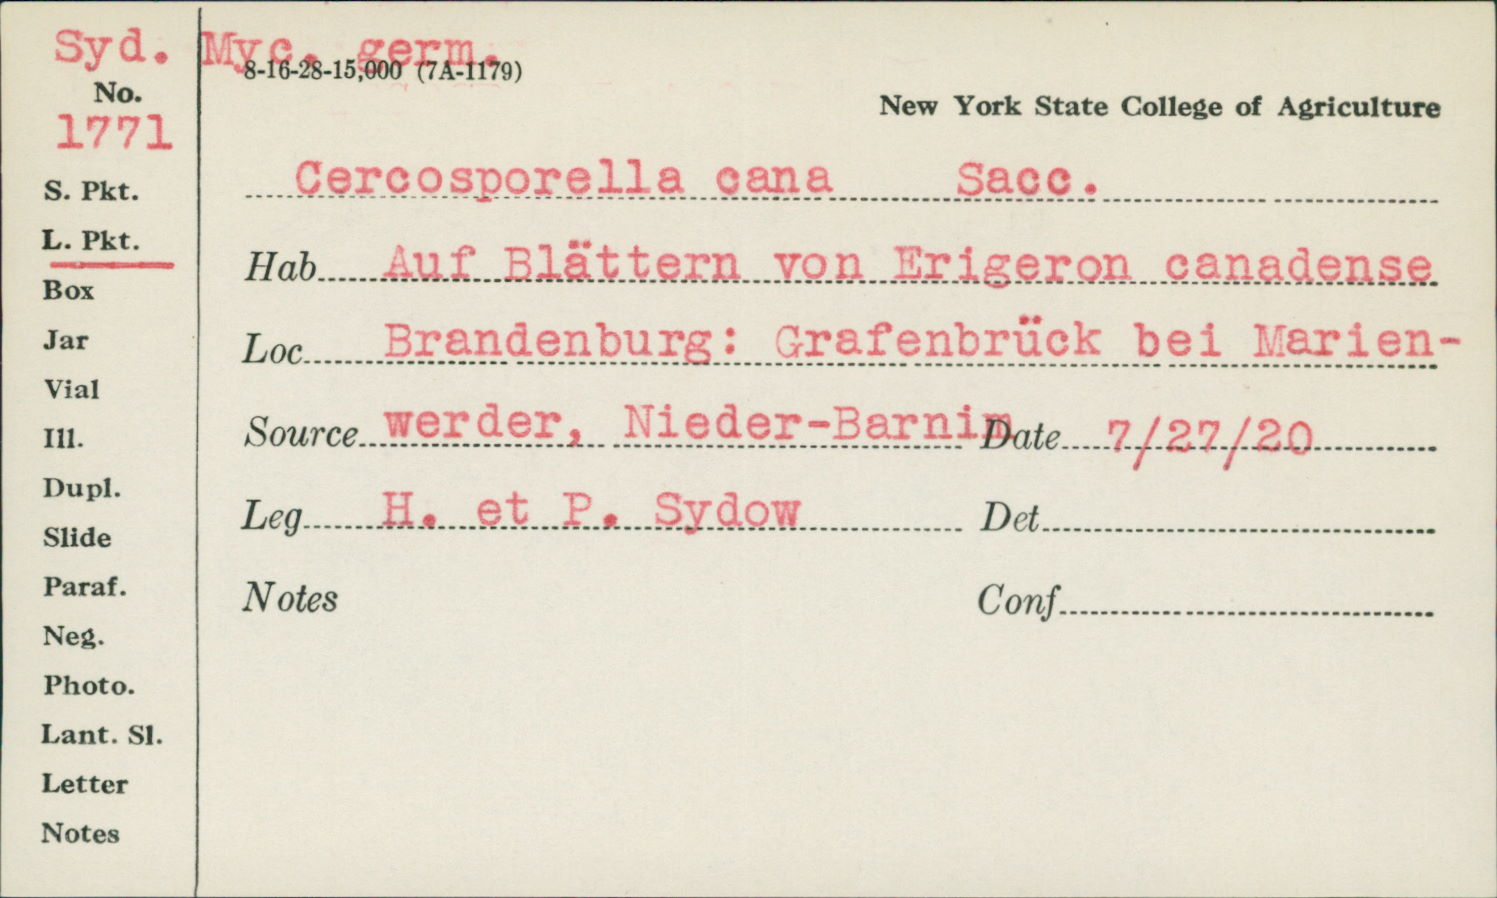 Syd. Myc. germ.
8-16-28-15,000 (7A-1179)
No.
1771
New York State College of Agriculture
Cercosporella cana Sacc.
S. Pkt.
L. Pkt.
Hab Auf Blättern von Erigeron canadense
Box
Jar
Loc Brandenburg: Grafenbrück bei Marien-
Vial
Ill.
Source werder, Nieder-Barnim Date 7/27/20
Dupl.
Leg H. et P. Sydow Det
Slide
Paraf.
Notes Conf
Neg.
Photo.
Lant. Sl.
Letter
Notes